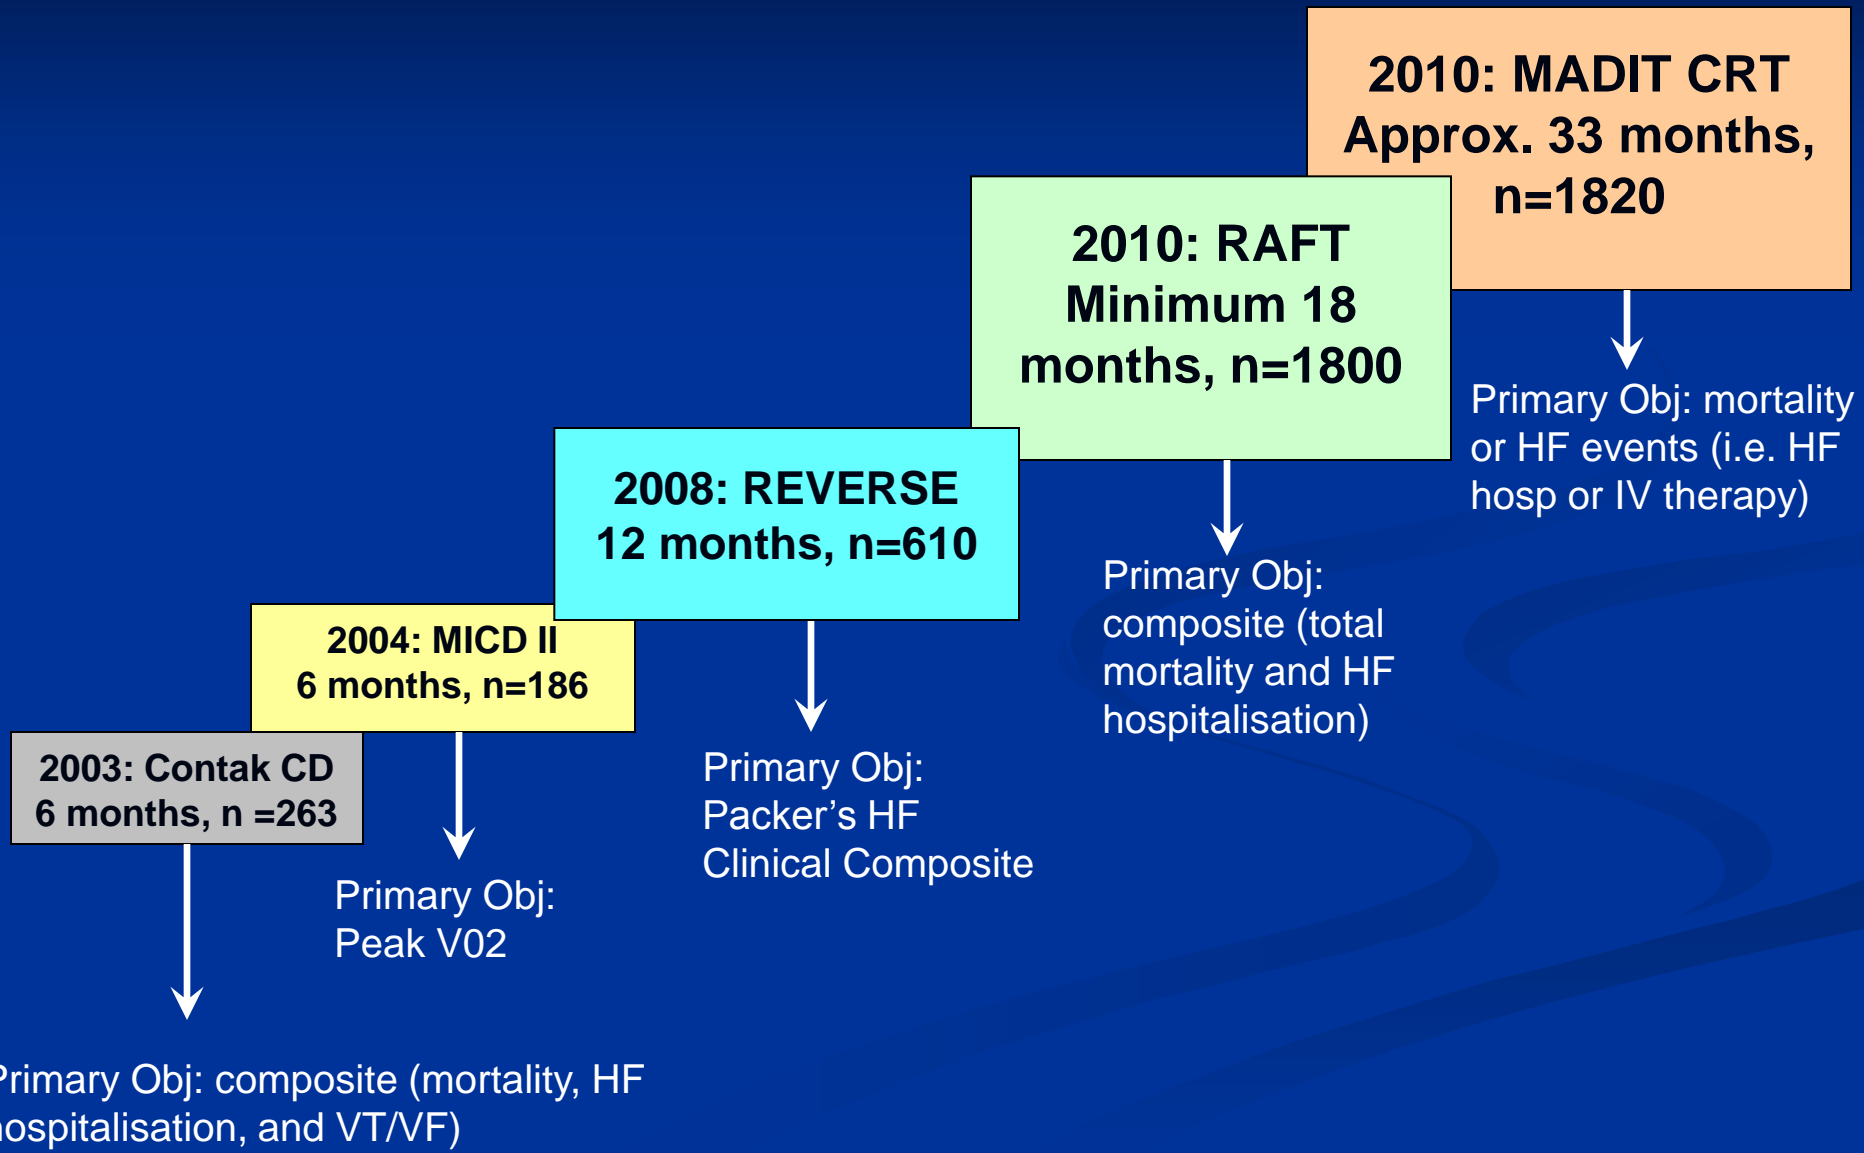 2010: MADIT CRT
Approx. 33 months,
n=1820
Primary Obj: mortality
or HF events (i.e. HF
hosp or IV therapy)
2010: RAFT
Minimum 18
months, n=1800
Primary Obj:
composite (total
mortality and HF
hospitalisation)
2008: REVERSE
12 months, n=610
Primary Obj:
Packer’s HF
Clinical Composite
2004: MICD II
6 months, n=186
Primary Obj:
Peak V02
2003: Contak CD
6 months, n =263
Primary Obj: composite (mortality, HF
hospitalisation, and VT/VF)